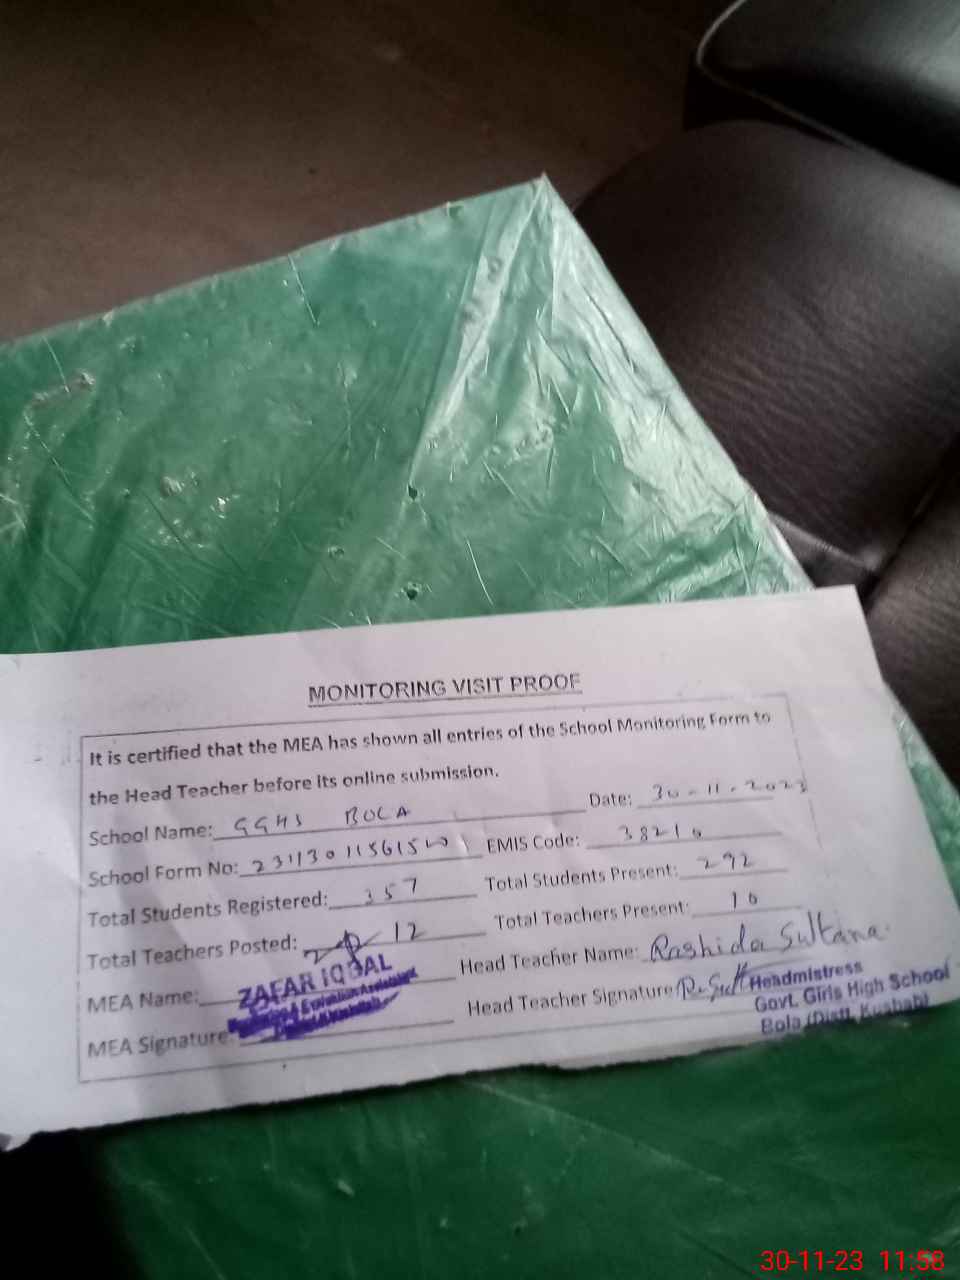 MONITORING VISIT PROOF
It is certified that the MEA has shown all entries of the School Monitoring Form to
the Head Teacher before its online submission.
School Name: GGHS BOLA Date: 30-11-2023
School Form No: EMIS Code: 38210
Total Students Registered: 357 Total Students Present: 292
Total Teachers Posted: 12 Total Teachers Present: 10
MEA Name: ZAFAR IQBAL Head Teacher Name: Rashida Sultana
MEA Signature: Head Teacher Signature
Headmistress
Govt. Girls High School
Bola (Distt. Kushab)
30-11-23 11:58